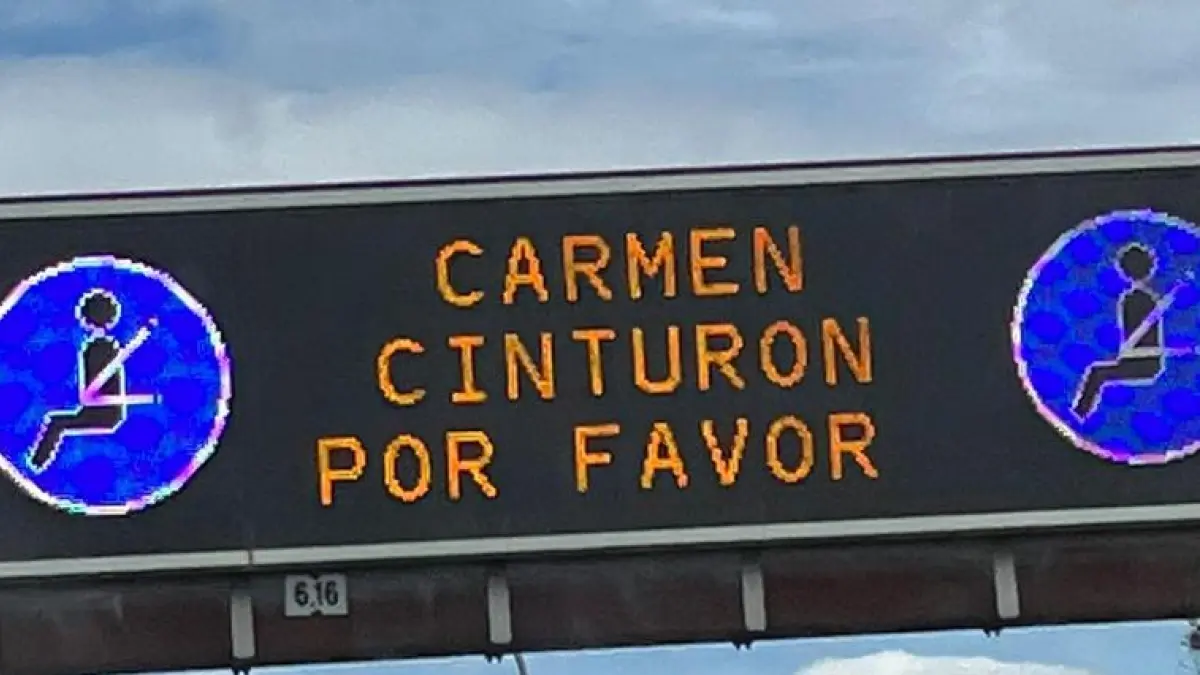 CARMEN
CINTURON
POR FAVOR
6.16